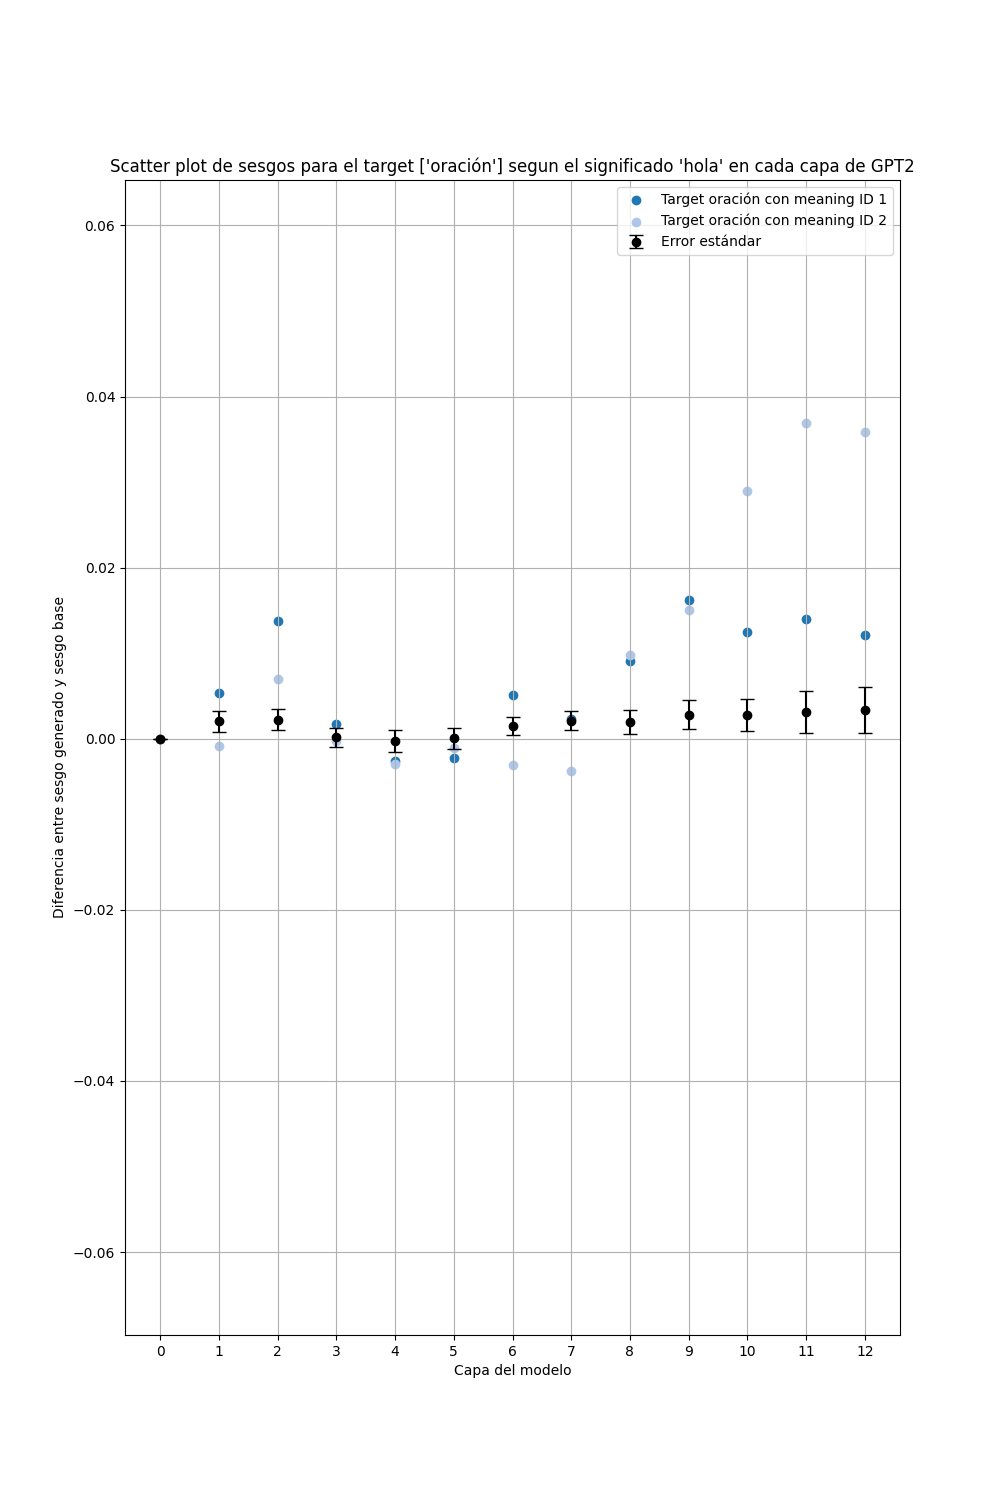 Scatter plot de sesgos para el target ['oración'] segun el significado 'hola' en cada capa de GPT2
Target oración con meaning ID 1
Target oración con meaning ID 2
Error estándar
0.06
0.04
0.02
0.00
−0.02
−0.04
−0.06
Diferencia entre sesgo generado y sesgo base
0 1 2 3 4 5 6 7 8 9 10 11 12
Capa del modelo